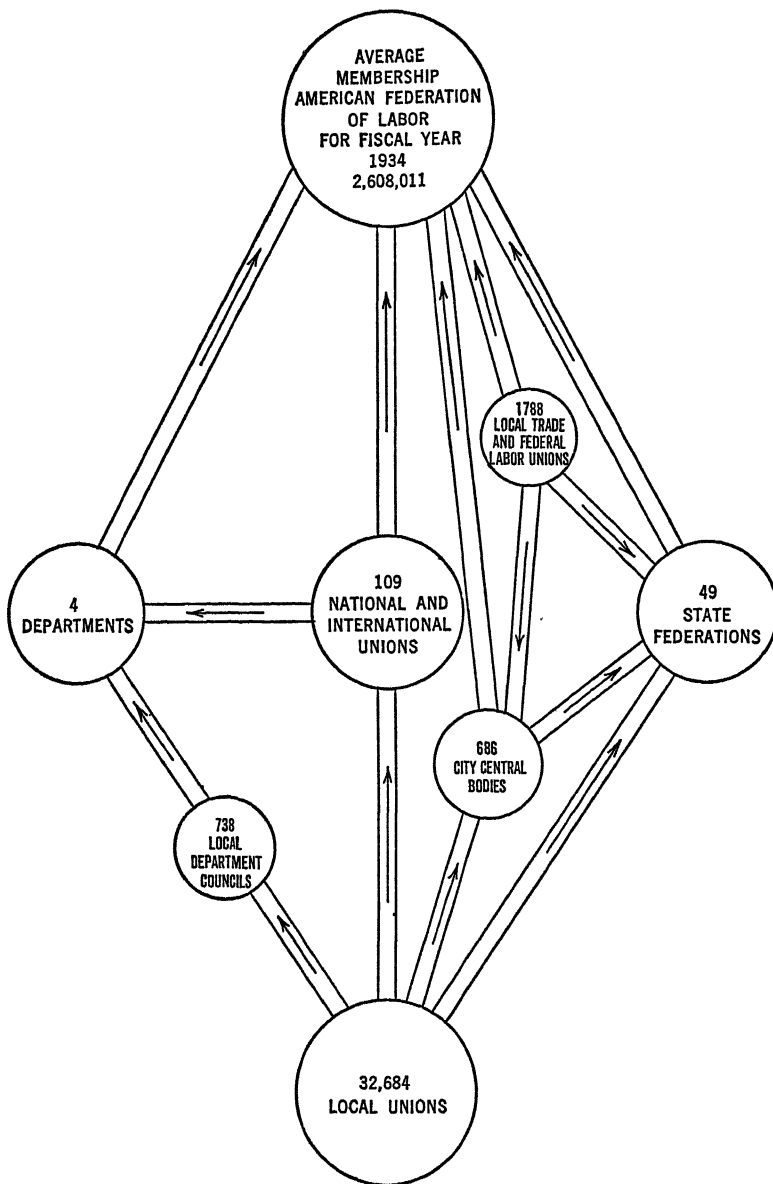 AVERAGE
MEMBERSHIP
AMERICAN FEDERATION
OF LABOR
FOR FISCAL YEAR
1934
2,608,011
1788
LOCAL TRADE
AND FEDERAL
LABOR UNIONS
4
DEPARTMENTS
109
NATIONAL AND
INTERNATIONAL
UNIONS
49
STATE
FEDERATIONS
686
CITY CENTRAL
BODIES
738
LOCAL
DEPARTMENT
COUNCILS
32,684
LOCAL UNIONS